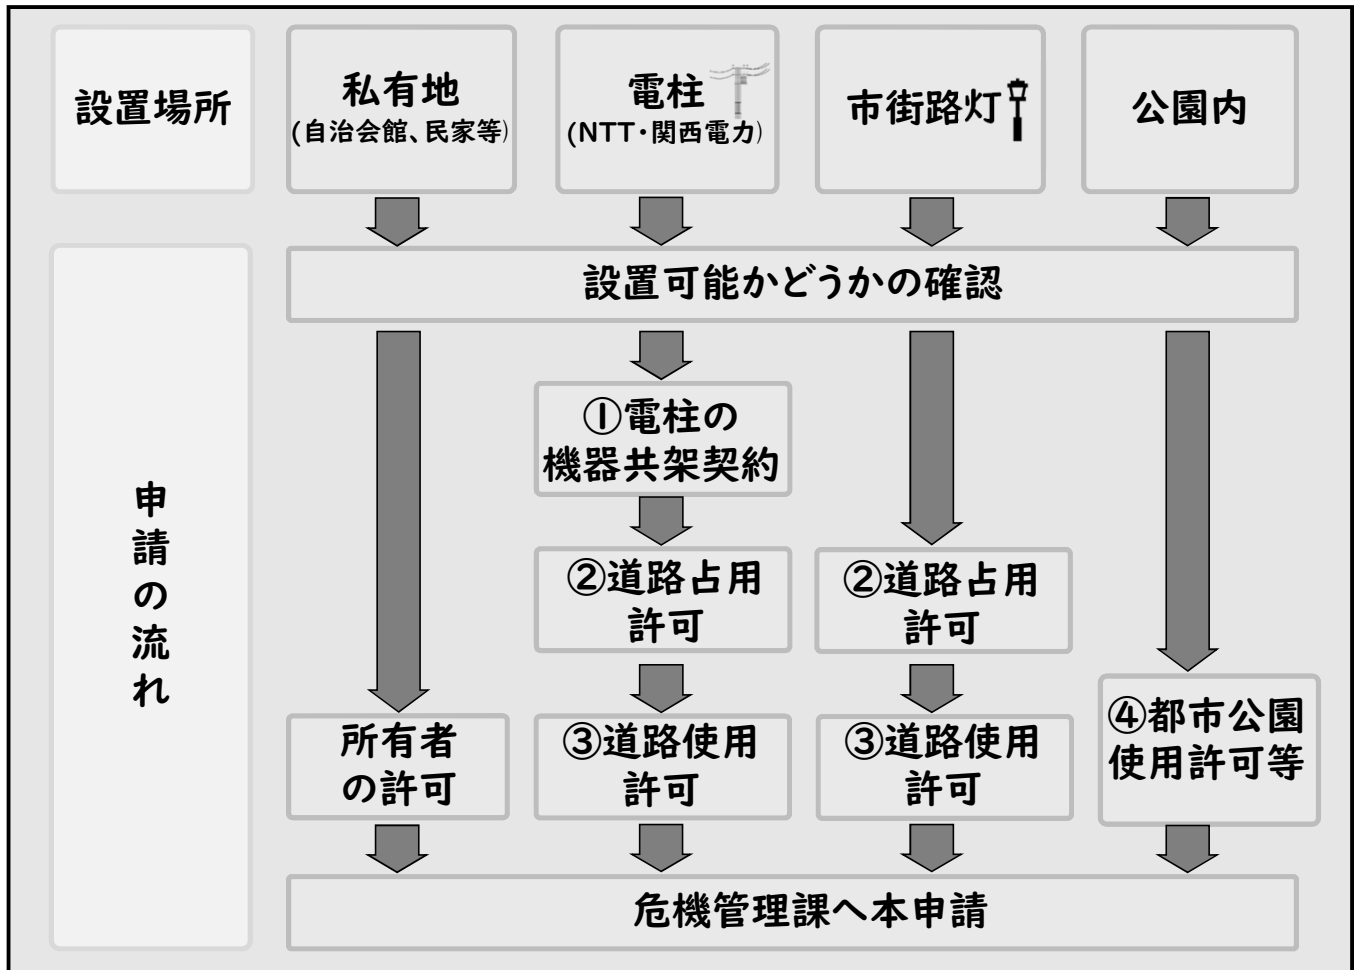 設置場所
私有地
(自治会館、民家等)
電柱
(NTT・関西電力)
市街路灯
公園内
申請の流れ
設置可能かどうかの確認
①電柱の
機器共架契約
②道路占用
許可
②道路占用
許可
所有者
の許可
③道路使用
許可
③道路使用
許可
④都市公園
使用許可等
危機管理課へ本申請